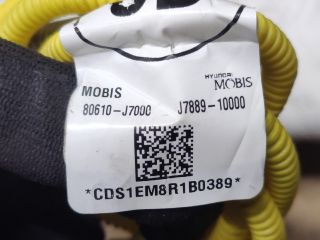 MOBIS
HYUNDAI
MOBIS
80610-J7000 J7889-10000
*CDS1EM8R1B0389*